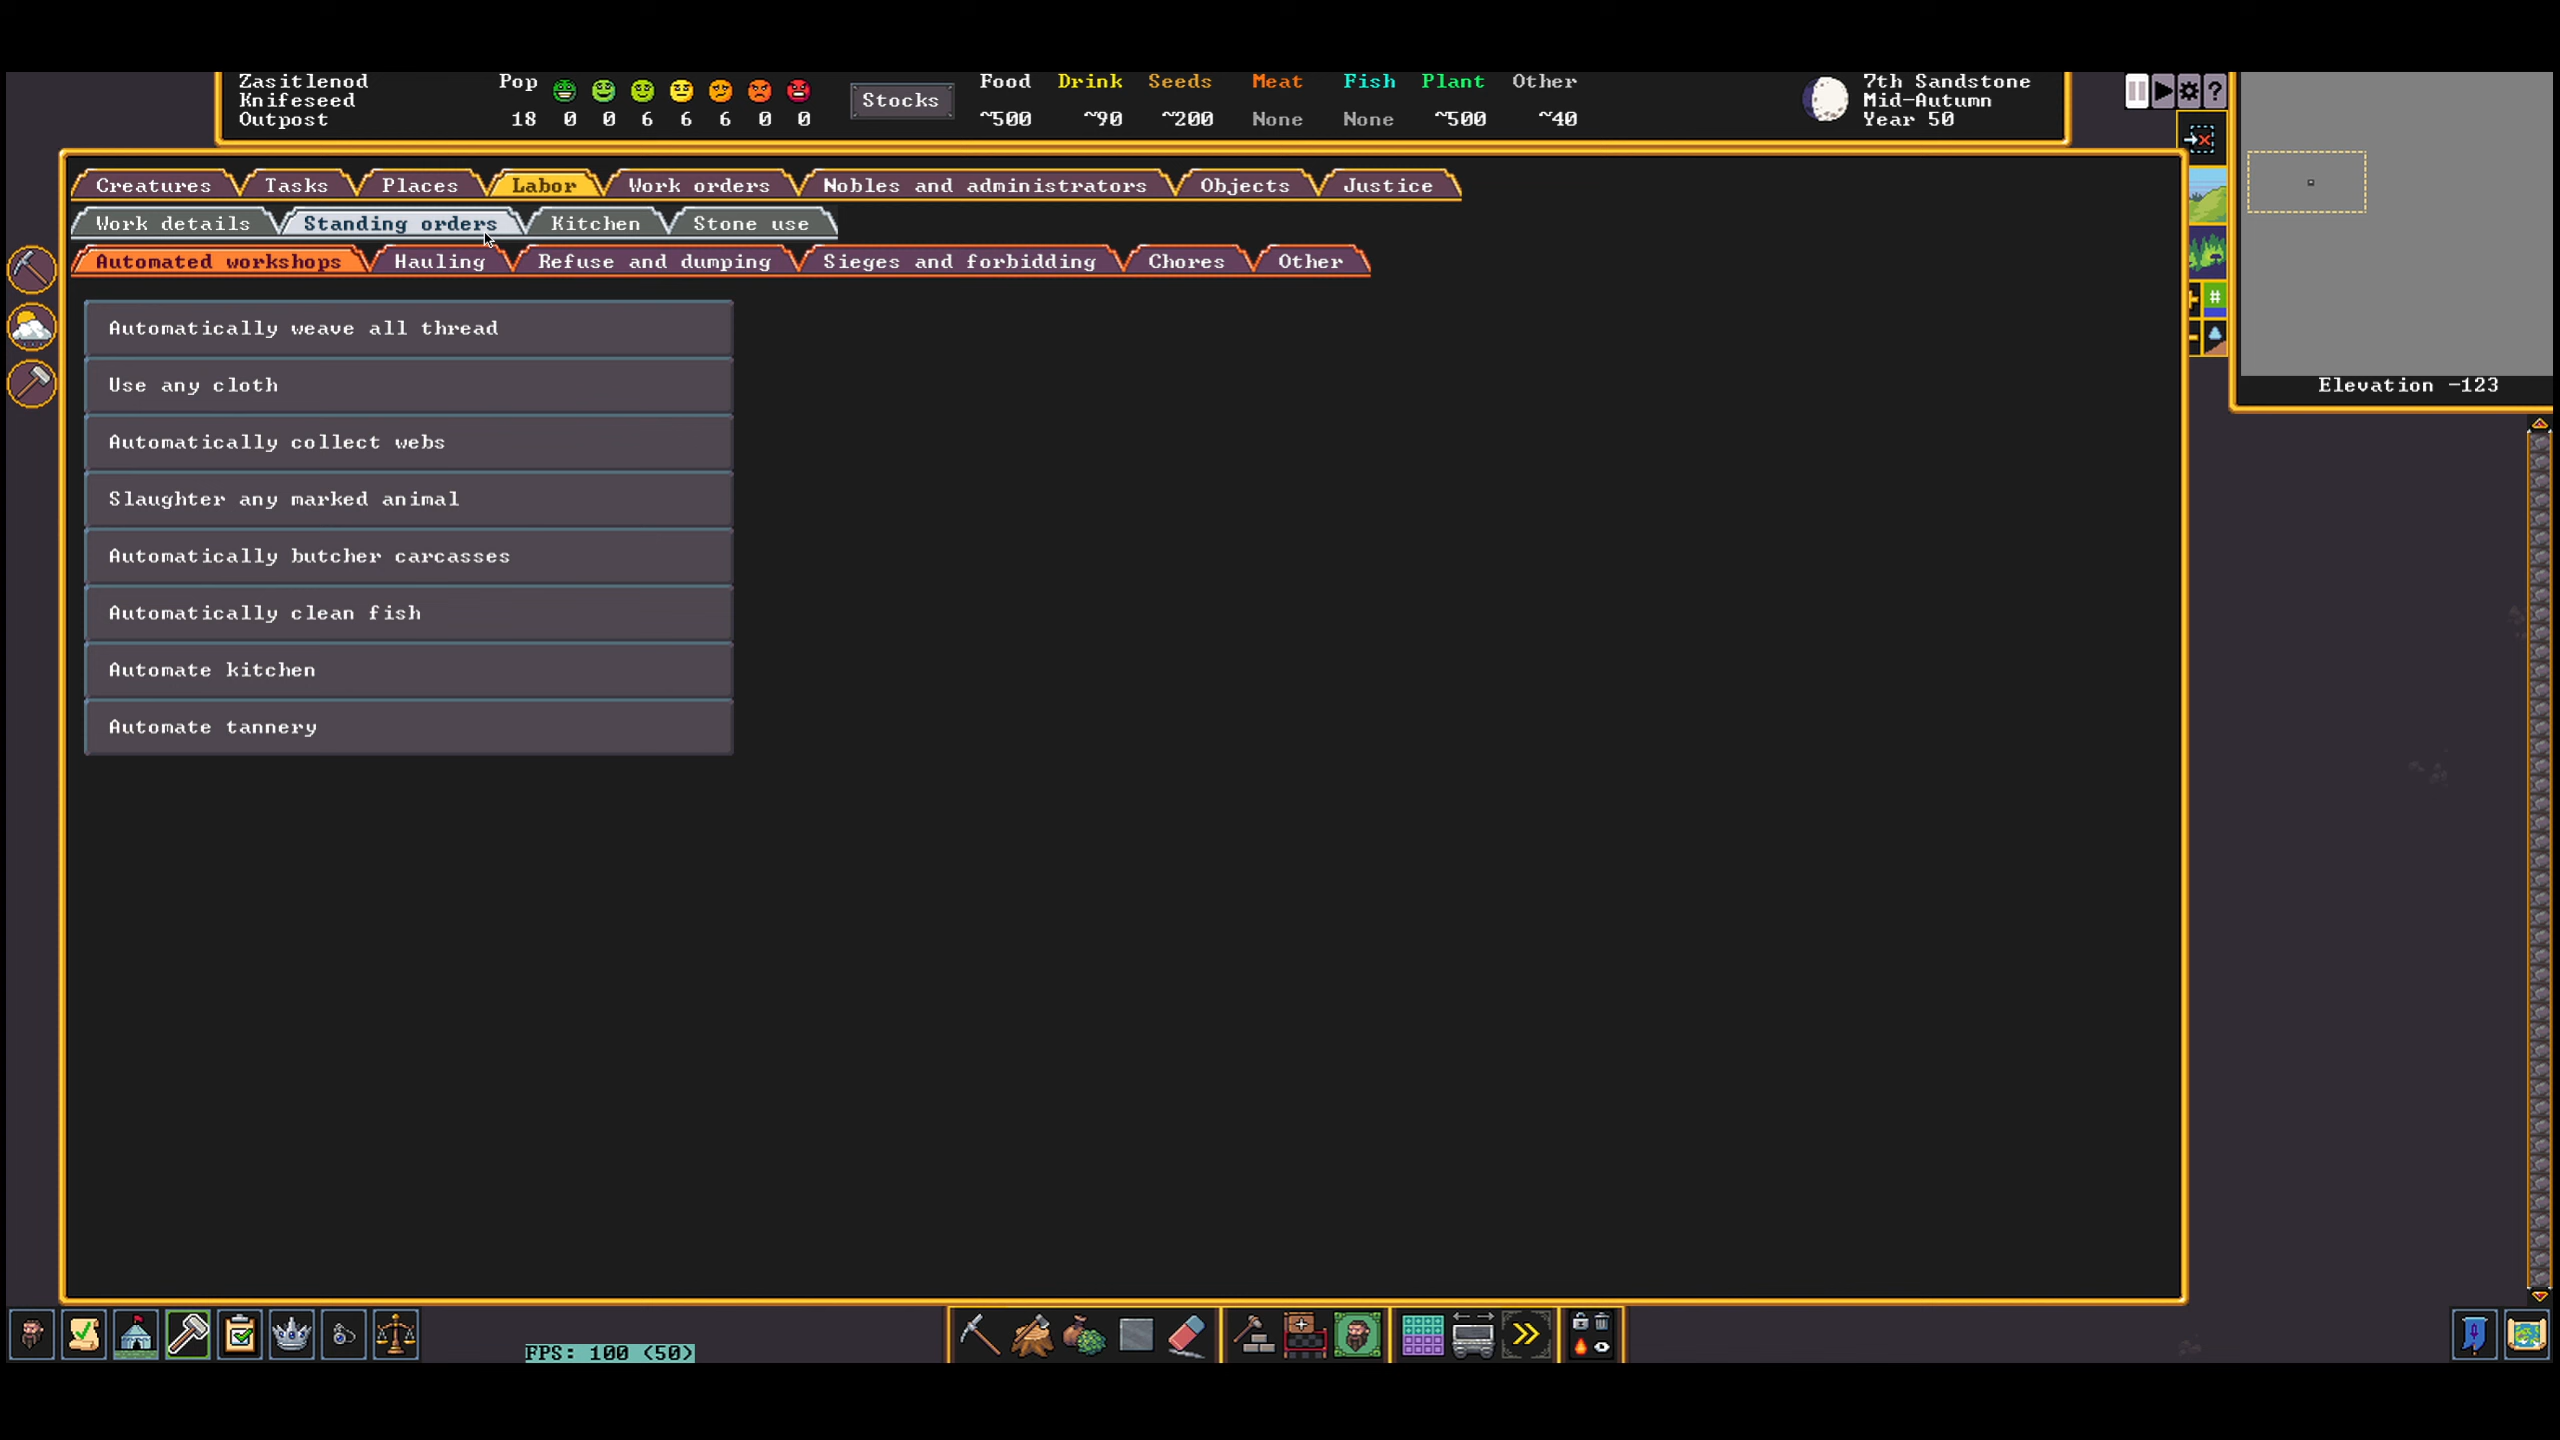 Zasitlenod
Knifeseed
Outpost
Pop
18 0 0 6 6 6 0 0
Stocks
Food Drink Seeds Meat Fish Plant Other
~500 ~90 ~200 None None ~500 ~40
7th Sandstone
Mid-Autumn
Year 50
?
Creatures Tasks Places Labor Work orders Nobles and administrators Objects Justice
Work details Standing orders Kitchen Stone use
Automated workshops Hauling Refuse and dumping Sieges and forbidding Chores Other
#
Automatically weave all thread
Use any cloth
Automatically collect webs
Slaughter any marked animal
Automatically butcher carcasses
Automatically clean fish
Automate kitchen
Automate tannery
Elevation -123
FPS: 100 (50)